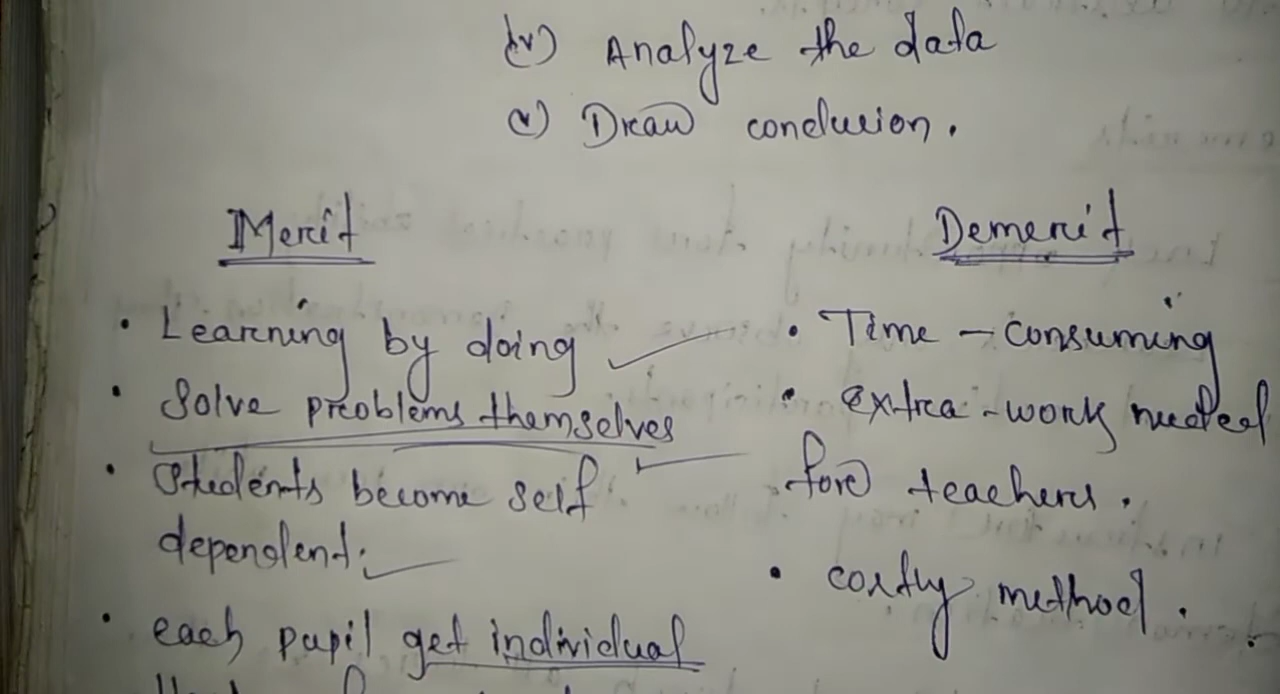 iv) Analyze the data
v) Draw conclusion.
Merit
• Learning by doing
• Solve problems themselves
• Students become self
dependent.
• each pupil get individual
Demerit
• Time - consuming
• extra - work needed
for teachers.
• costly method.